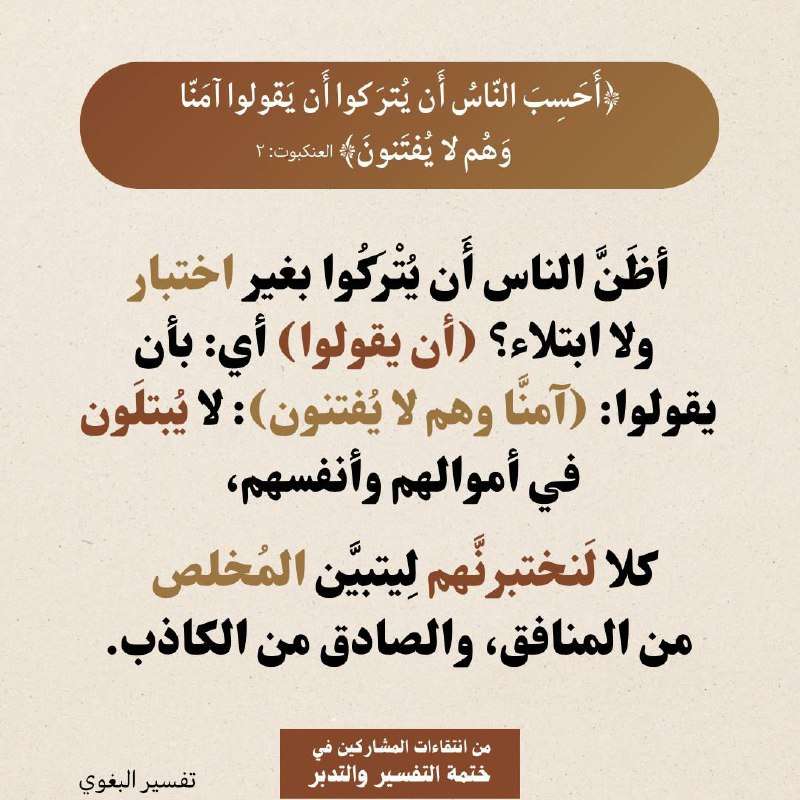 ﴿أَحَسِبَ النّاسُ أَن يُترَكوا أَن يَقولوا آمَنّا
وَهُم لا يُفتَنونَ﴾ العنكبوت: ٢
أظَنَّ الناس أَن يُتْرَكُوا بغير اختبار
ولا ابتلاء؟ (أن يقولوا) أي: بأن
يقولوا: (آمنَّا وهم لا يُفتنون): لا يُبتلَون
في أموالهم وأنفسهم،
كلا لَنختبرنَّهم لِيتبيَّن المُخلص
من المنافق، والصادق من الكاذب.
من انتقاءات المشاركين في
ختمة التفسير والتدبر
تفسير البغوي